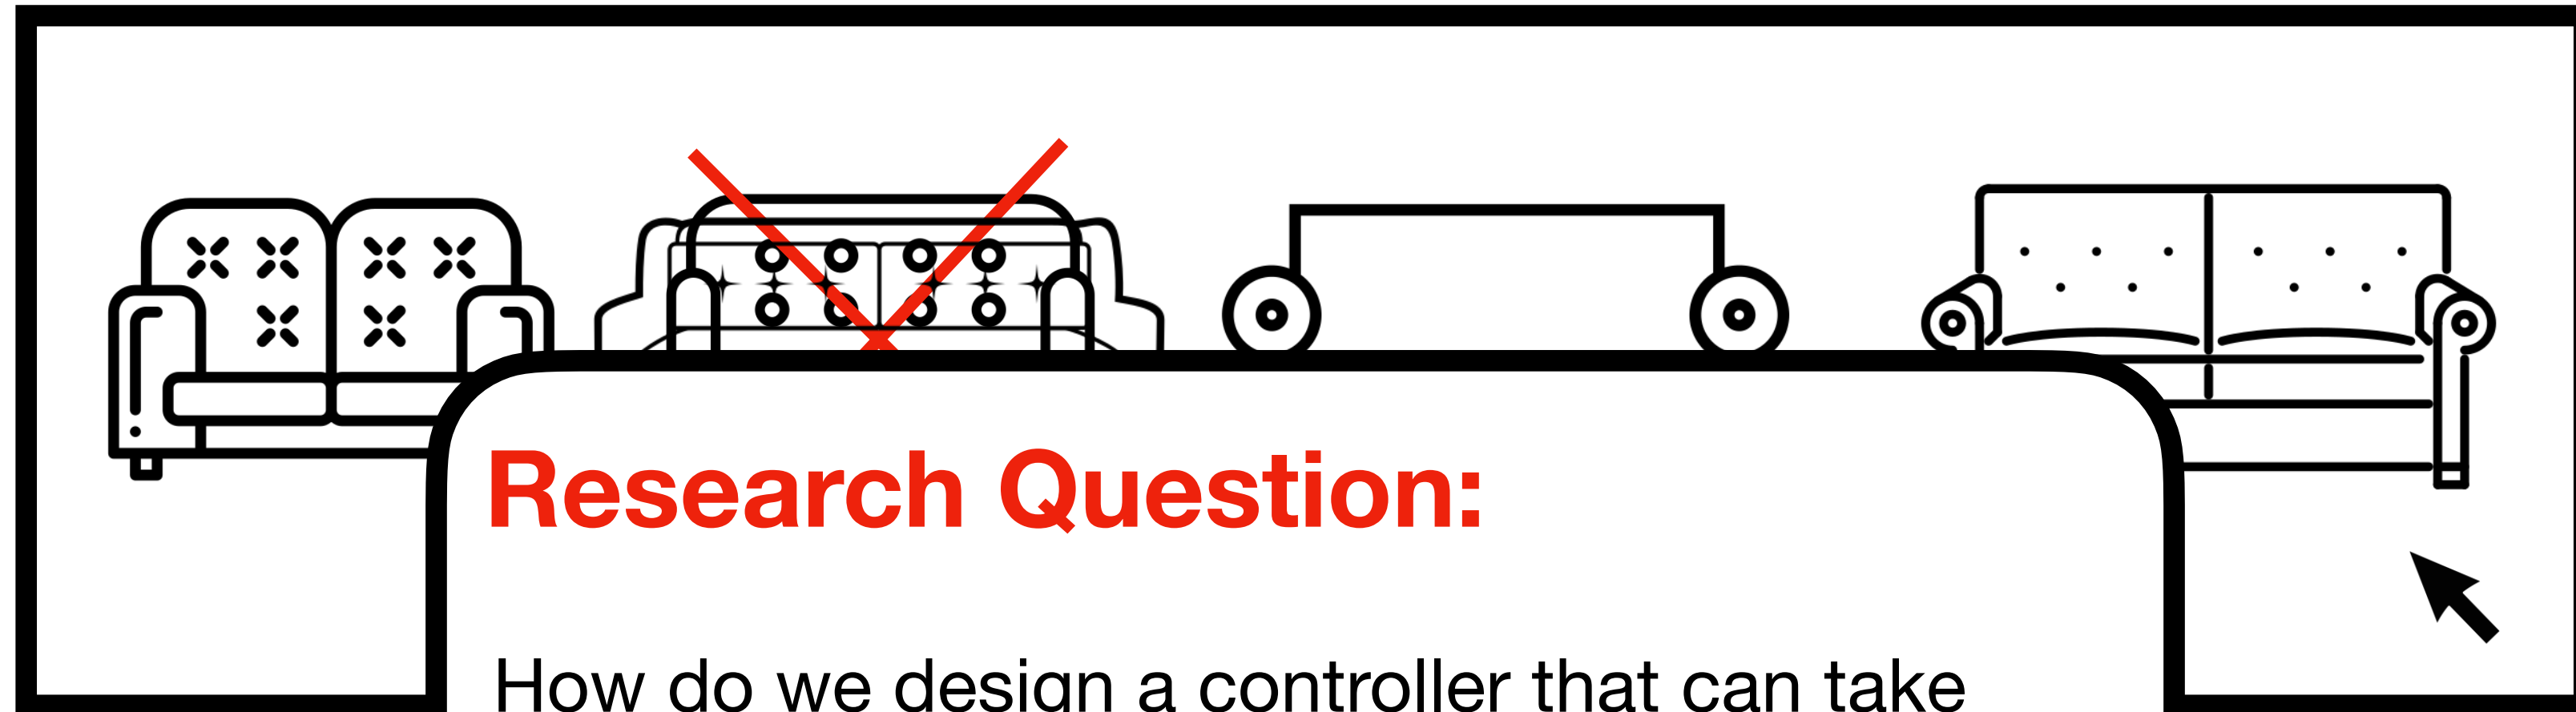 Research Question:
How do we design a controller that can take